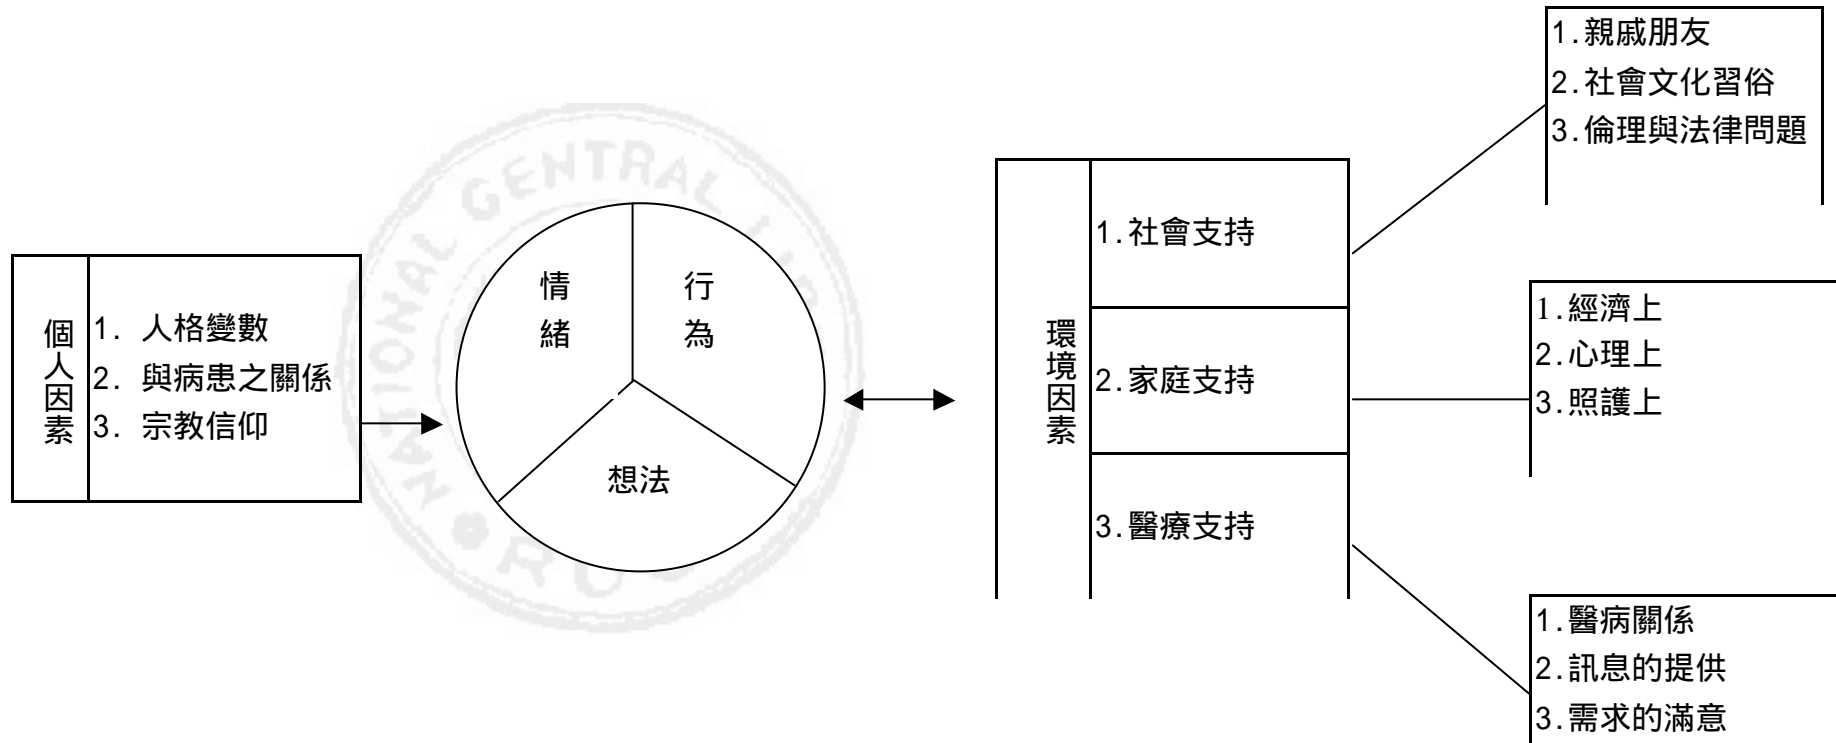 個人因素
1. 人格變數
2. 與病患之關係
3. 宗教信仰
情緒
行為
想法
環境因素
1.社會支持
2.家庭支持
3.醫療支持
1.親戚朋友
2.社會文化習俗
3.倫理與法律問題
1.經濟上
2.心理上
3.照護上
1.醫病關係
2.訊息的提供
3.需求的滿意
NATIONAL CENTRAL